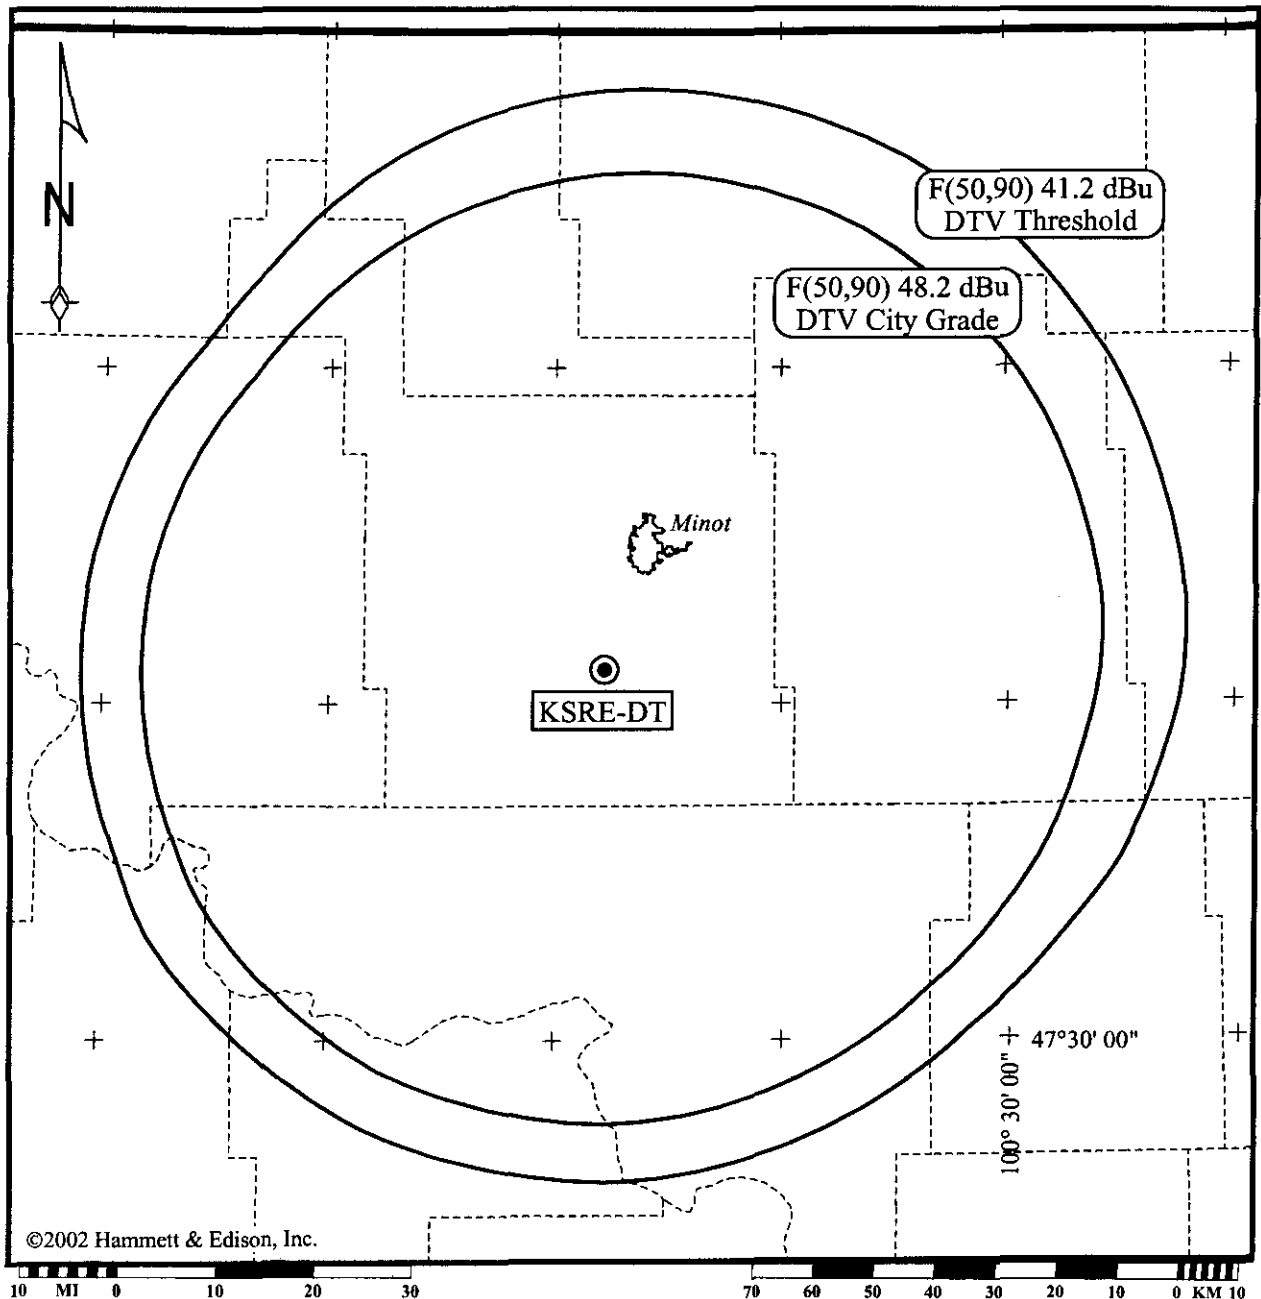 N
F(50,90) 41.2 dBu
DTV Threshold
F(50,90) 48.2 dBu
DTV City Grade
Minot
KSRE-DT
47°30' 00"
100° 30' 00"
©2002 Hammett & Edison, Inc.
10 MI 0 10 20 30
70 60 50 40 30 20 10 0 KM 10